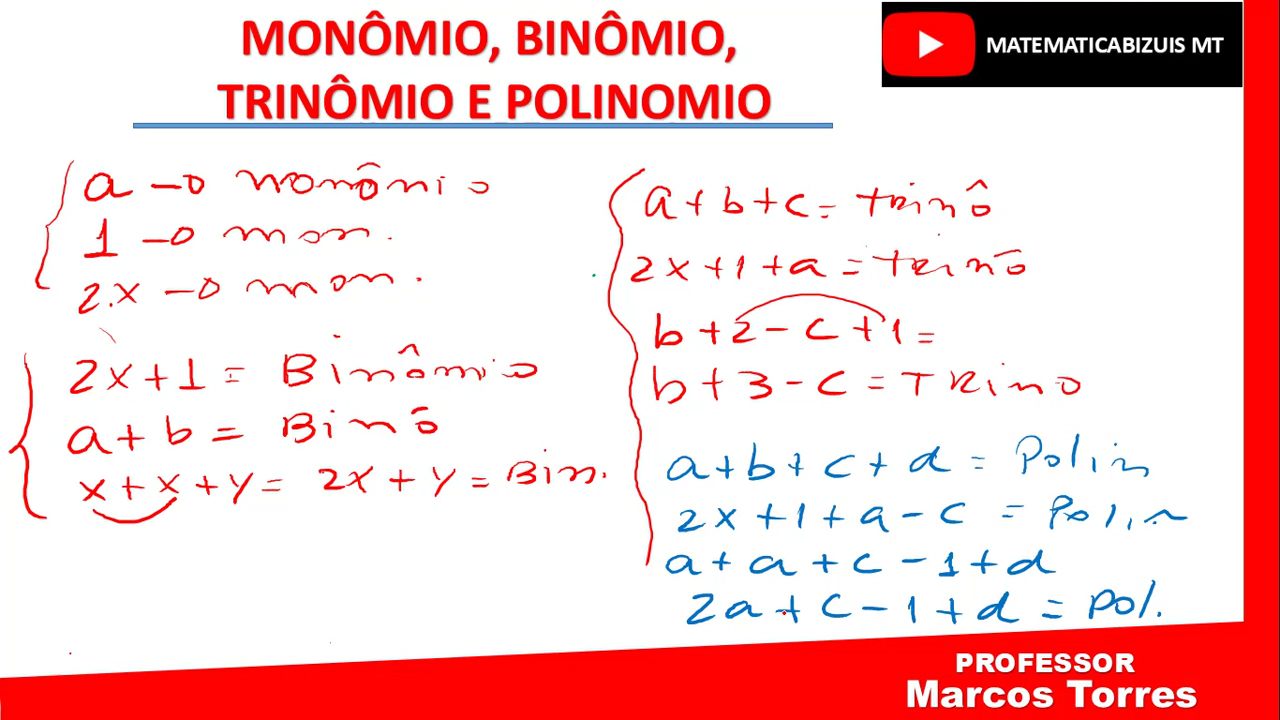 MONÔMIO, BINÔMIO,
TRINÔMIO E POLINOMIO
MATEMATICABIZUIS MT
a → monômio
1 → mon.
2x → mon.
2x + 1 = Binômio
a + b = Binô
x + x + y = 2x + y = Bin.
a + b + c = trinô
2x + 1 + a = trinô
b + 2 - c + 1 =
b + 3 - c = TRino
a + b + c + d = Polin
2x + 1 + a - c = Polin
a + a + c - 1 + d
2a + c - 1 + d = Pol.
PROFESSOR
Marcos Torres